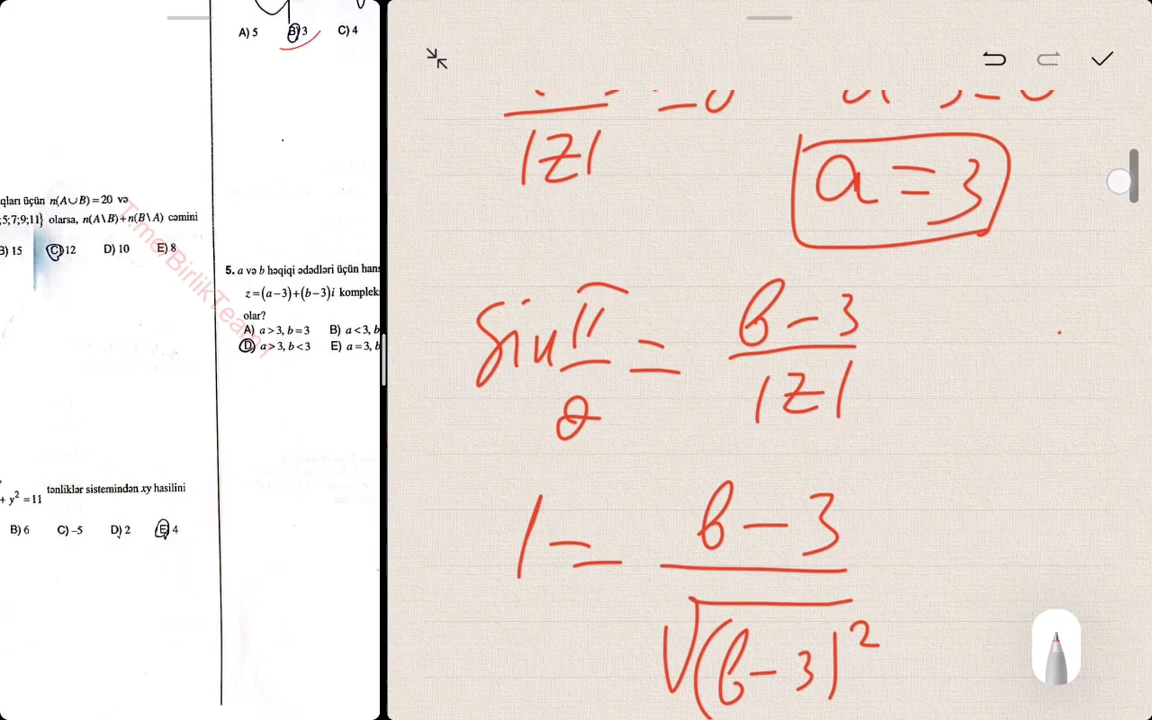 A) 5 B) 3 C) 4
qları üçün n(A∪B)=20 və
;5;7;9;11} olarsa, n(A\B)+n(B\A) cəmini
B) 15 C) 12 D) 10 E) 8
TimorBirlikTeam1
5. a və b həqiqi ədədləri üçün hans
z=(a−3)+(b−3)i komplek
olar?
A) a>3, b=3 B) a<3, b
D) a>3, b<3 E) a=3, b
+ y²=11 tənliklər sistemindən xy hasilini
B) 6 C) −5 D) 2 E) 4
|z|
a=3
sin π/2 = b−3/|z|
1 = b−3/√(b−3)²